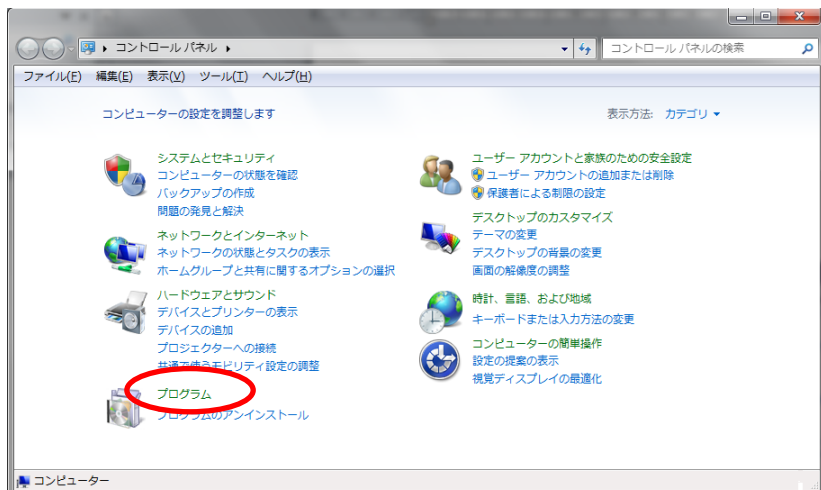 コントロール パネル
コントロール パネルの検索
ファイル(F) 編集(E) 表示(V) ツール(T) ヘルプ(H)
コンピューターの設定を調整します
表示方法: カテゴリ
システムとセキュリティ
コンピューターの状態を確認
バックアップの作成
問題の発見と解決
ネットワークとインターネット
ネットワークの状態とタスクの表示
ホームグループと共有に関するオプションの選択
ハードウェアとサウンド
デバイスとプリンターの表示
デバイスの追加
プロジェクターへの接続
共通で使うモビリティ設定の調整
プログラム
プログラムのアンインストール
ユーザー アカウントと家族のための安全設定
ユーザー アカウントの追加または削除
保護者による制限の設定
デスクトップのカスタマイズ
テーマの変更
デスクトップの背景の変更
画面の解像度の調整
時計、言語、および地域
キーボードまたは入力方法の変更
コンピューターの簡単操作
設定の提案の表示
視覚ディスプレイの最適化
コンピューター